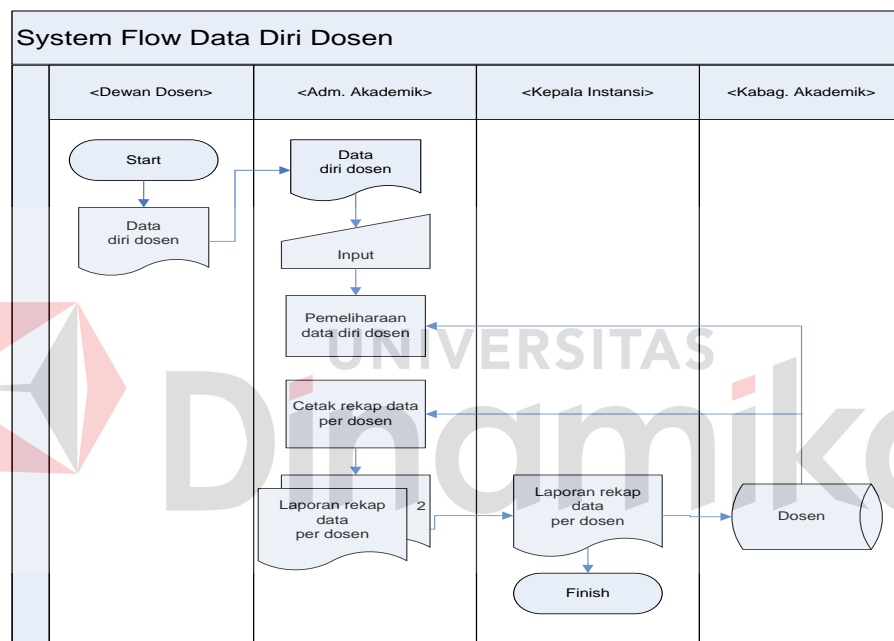 System Flow Data Diri Dosen
<Dewan Dosen>
<Adm. Akademik>
<Kepala Instansi>
<Kabag. Akademik>
Start
Data
diri dosen
Data
diri dosen
Input
Pemeliharaan
data diri dosen
UNIVERSITAS
Dinamika
Cetak rekap data
per dosen
Laporan rekap
data
per dosen
2
Laporan rekap
data
per dosen
Dosen
Finish